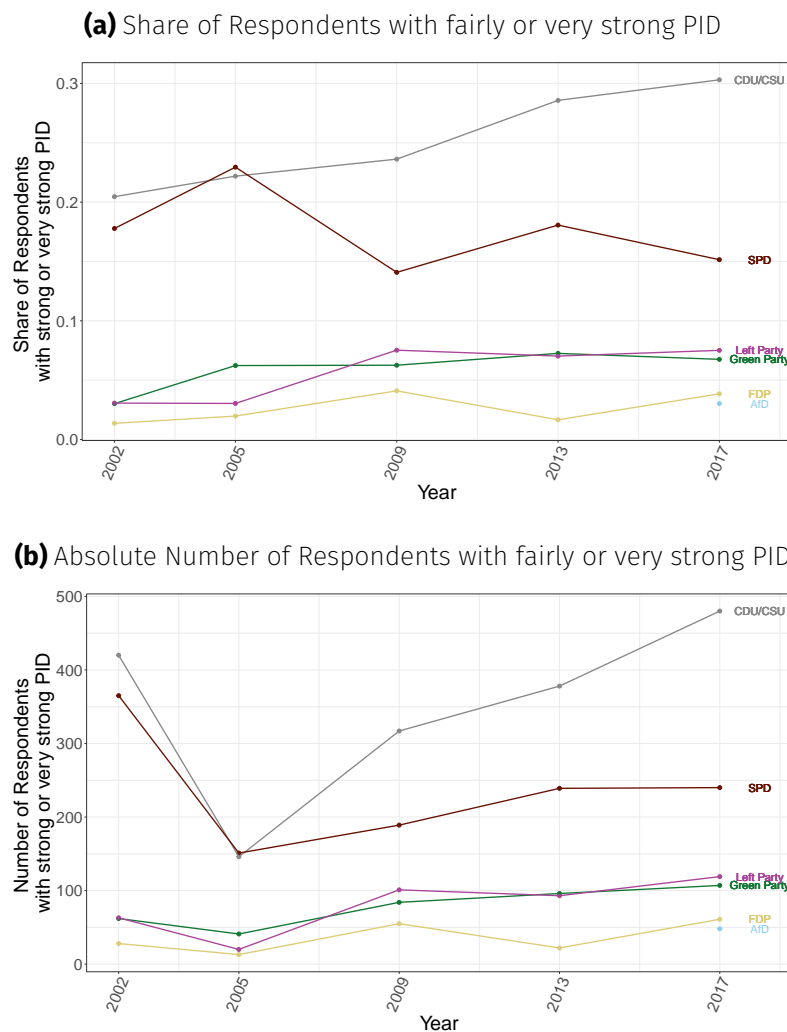 (a) Share of Respondents with fairly or very strong PID
Share of Respondents
with strong or very strong PID
0.3
0.2
0.1
0.0
CDU/CSU
SPD
Left Party
Green Party
FDP
AfD
2002
2005
2009
2013
2017
Year
(b) Absolute Number of Respondents with fairly or very strong PID
Number of Respondents
with strong or very strong PID
500
400
300
200
100
0
CDU/CSU
SPD
Left Party
Green Party
FDP
AfD
2002
2005
2009
2013
2017
Year